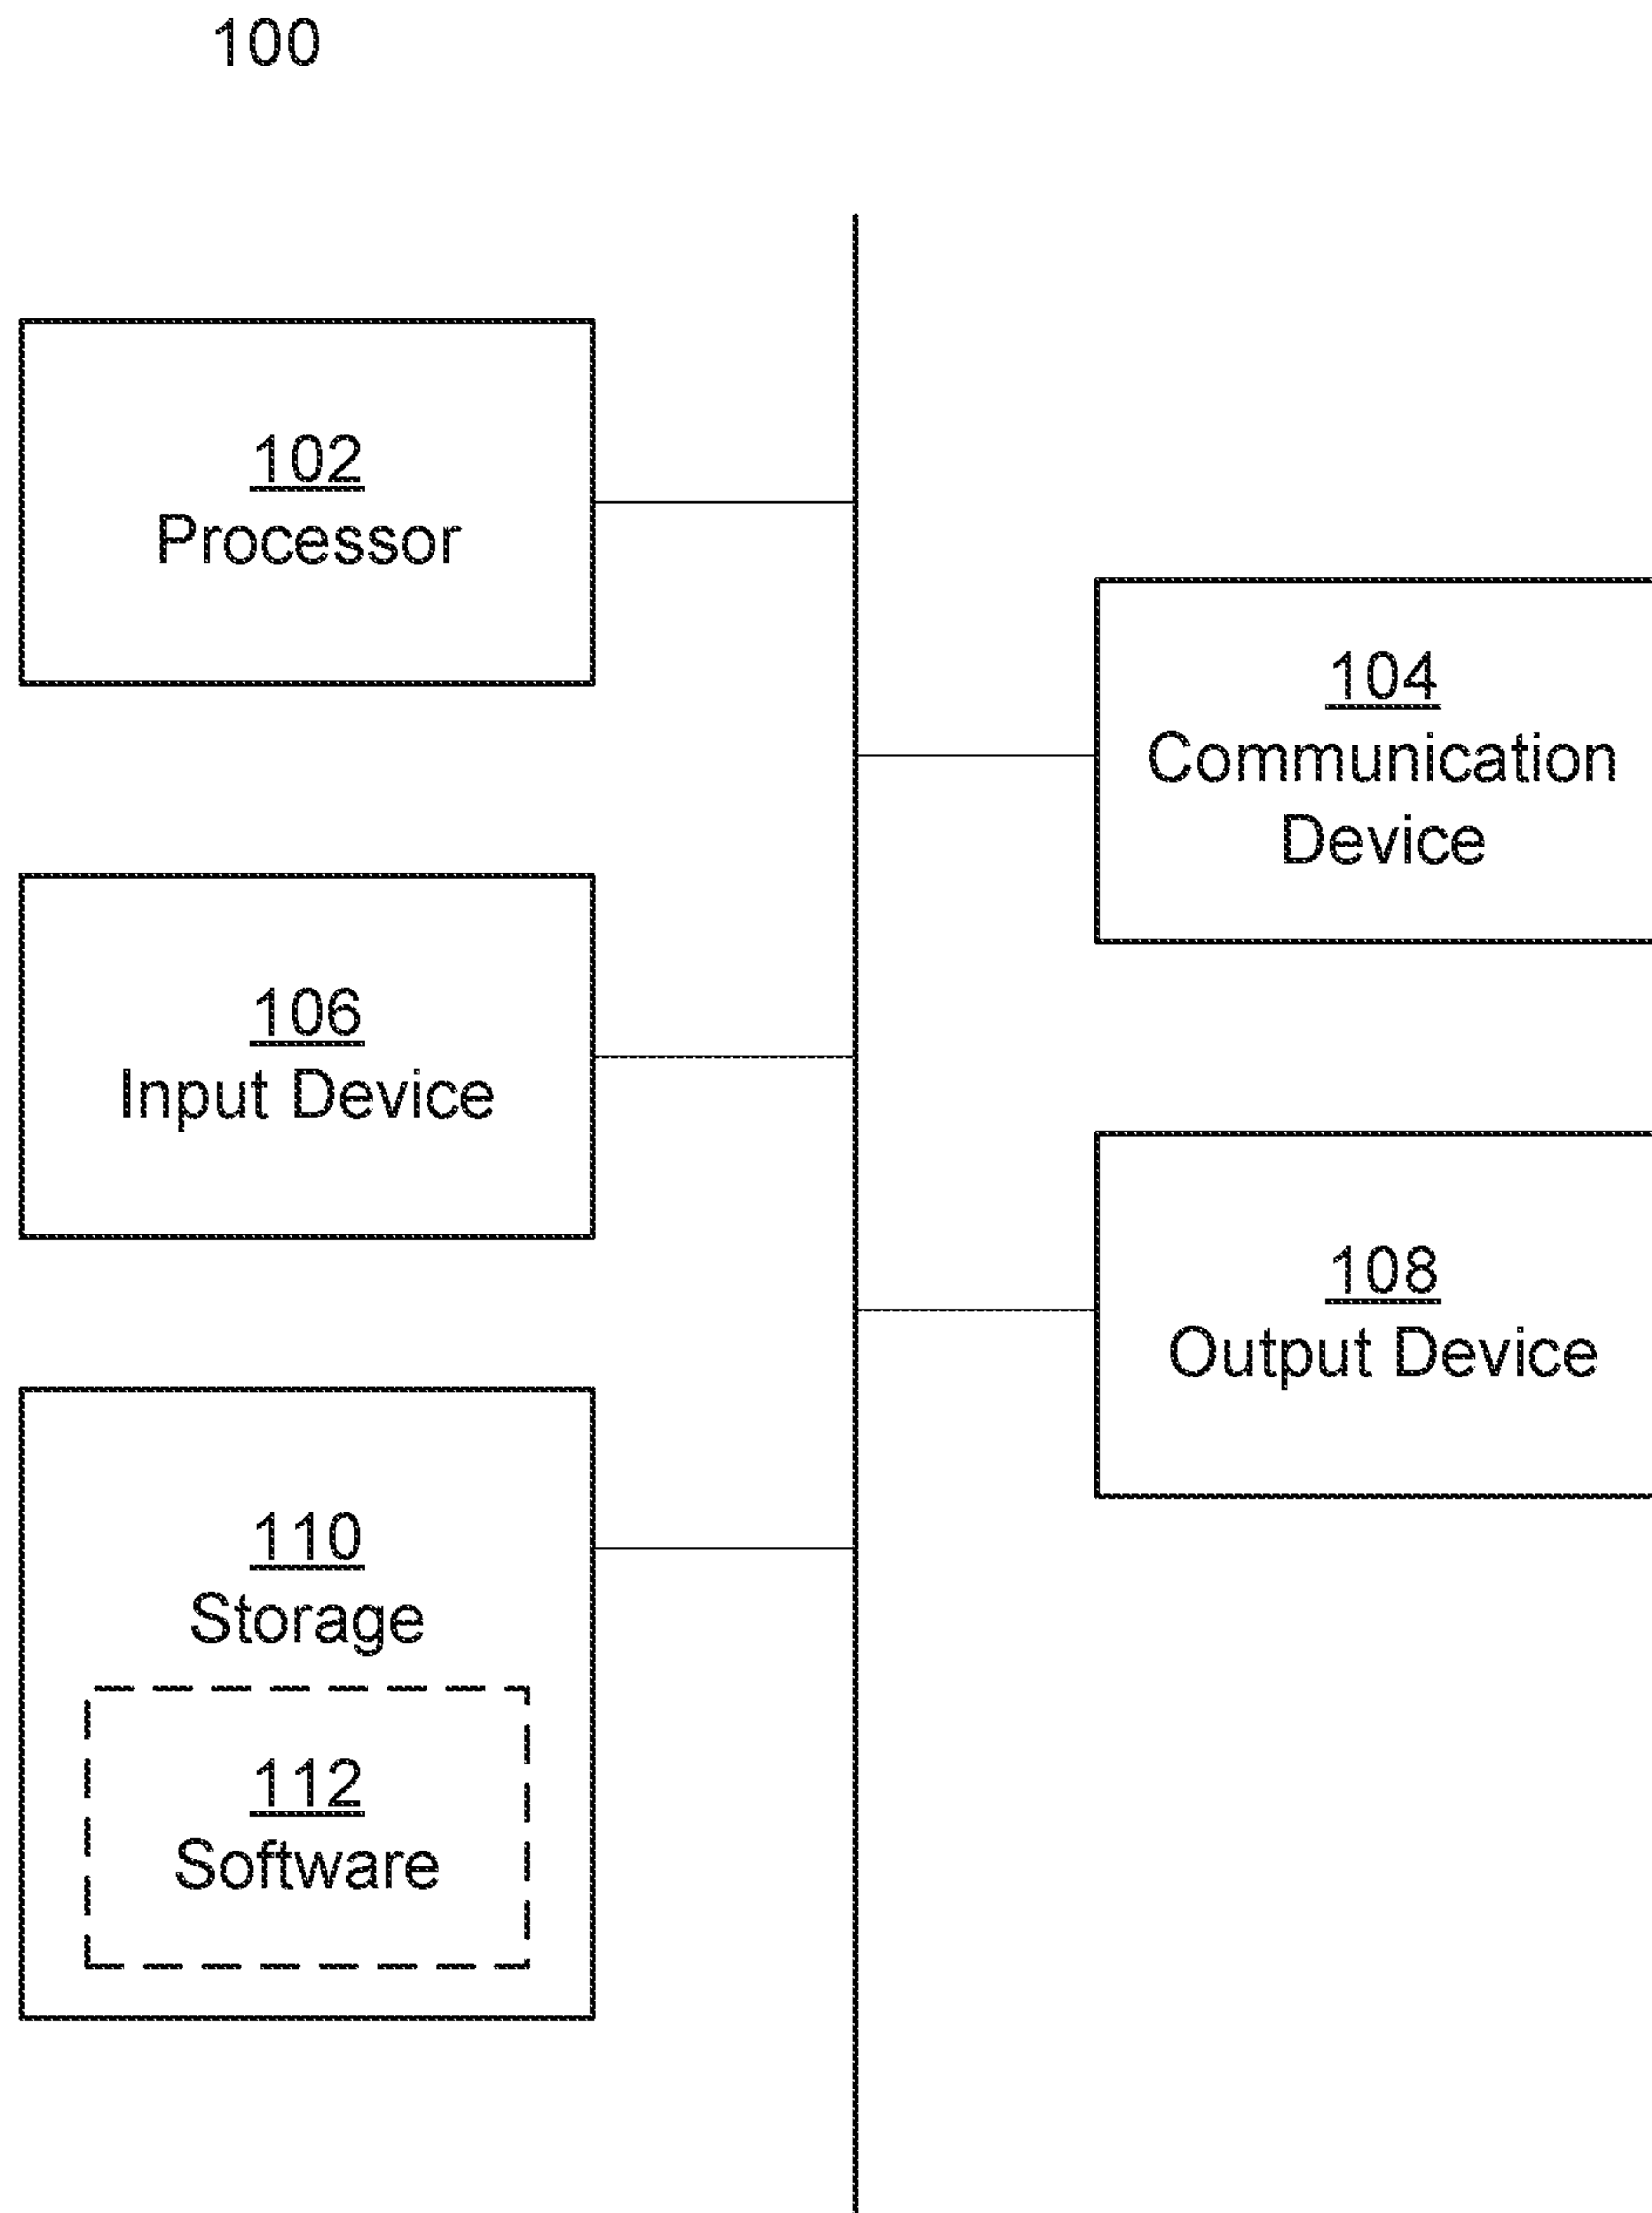 100
102
Processor
104
Communication
Device
106
Input Device
108
Output Device
110
Storage
112
Software